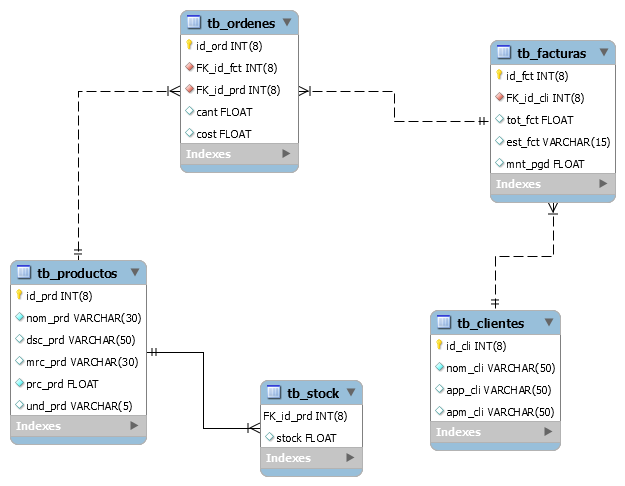 tb_ordenes
id_ord INT(8)
FK_id_fct INT(8)
FK_id_prd INT(8)
cant FLOAT
cost FLOAT
Indexes
tb_facturas
id_fct INT(8)
FK_id_cli INT(8)
tot_fct FLOAT
est_fct VARCHAR(15)
mnt_pgd FLOAT
Indexes
tb_productos
id_prd INT(8)
nom_prd VARCHAR(30)
dsc_prd VARCHAR(50)
mrc_prd VARCHAR(30)
prc_prd FLOAT
und_prd VARCHAR(5)
Indexes
tb_stock
FK_id_prd INT(8)
stock FLOAT
Indexes
tb_clientes
id_cli INT(8)
nom_cli VARCHAR(50)
app_cli VARCHAR(50)
apm_cli VARCHAR(50)
Indexes